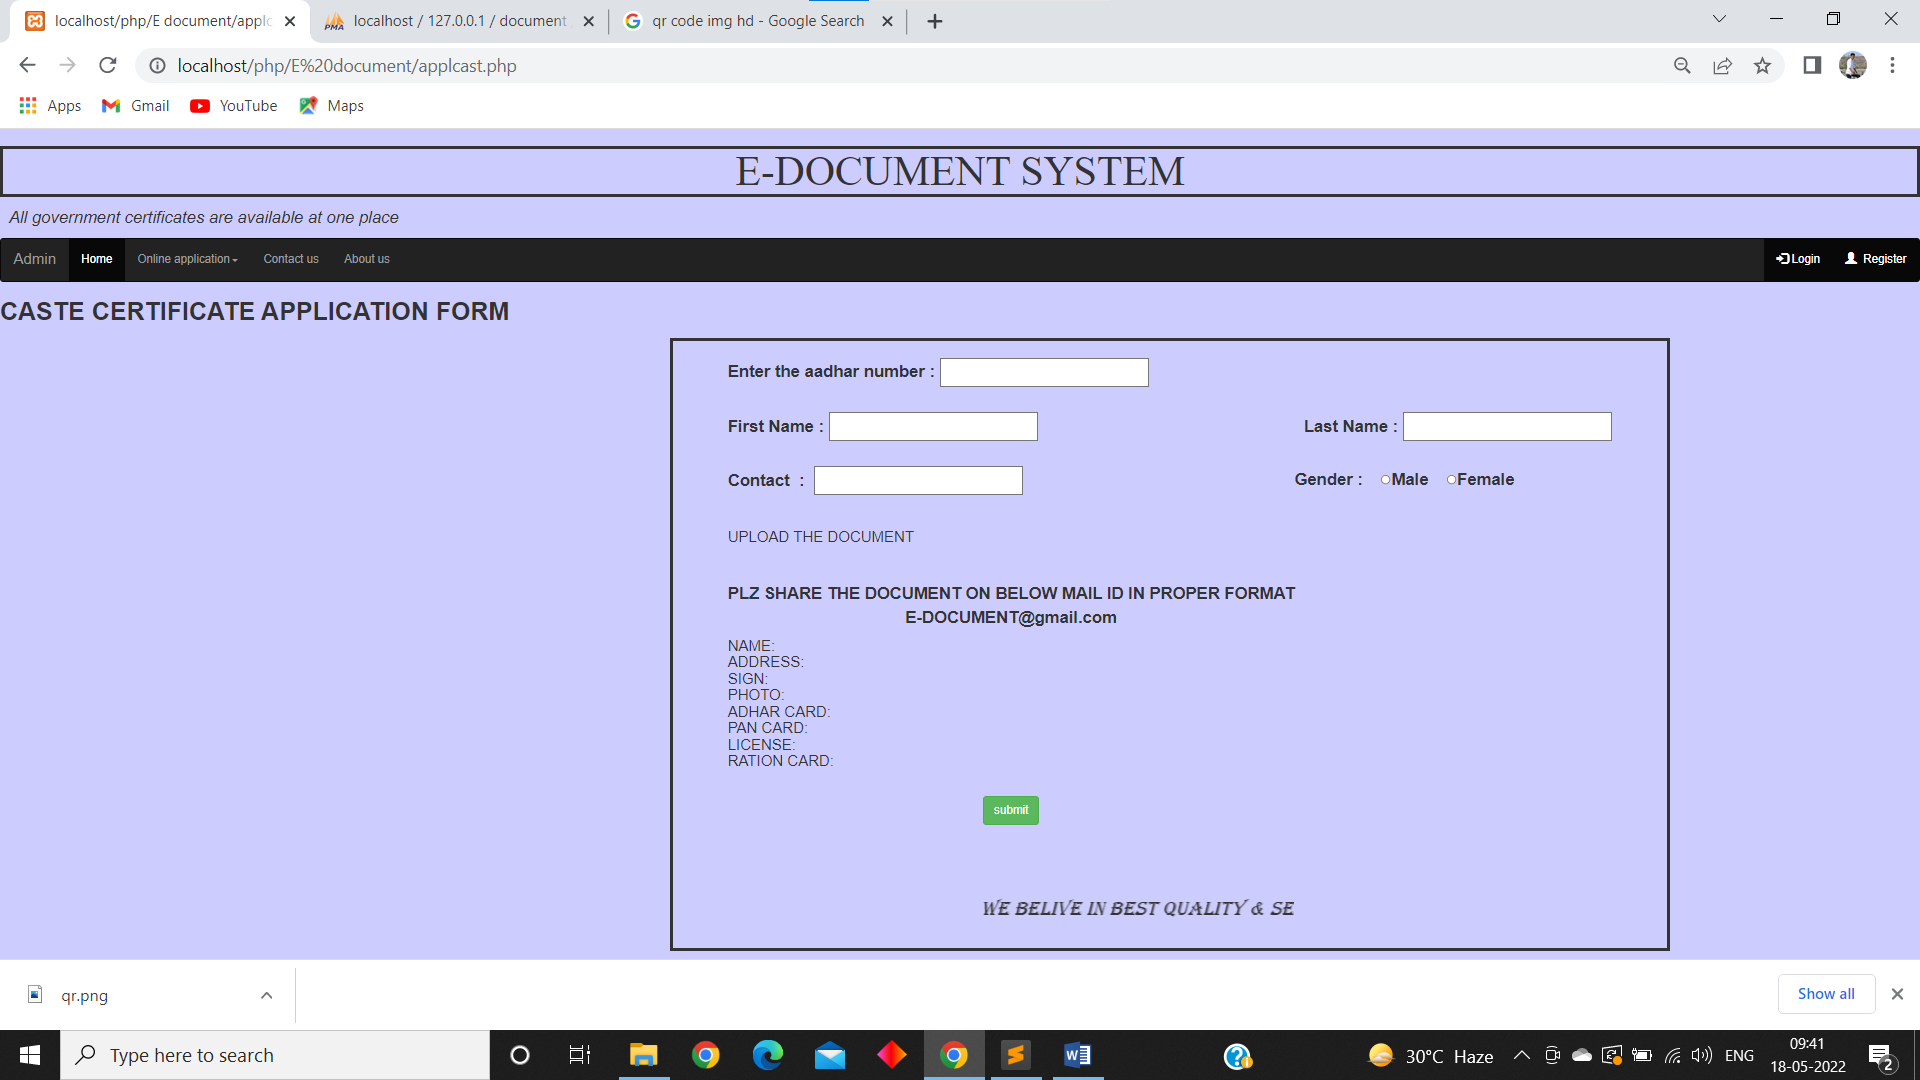 localhost/php/E document/applc
localhost / 127.0.0.1 / document
qr code img hd - Google Search
localhost/php/E%20document/applcast.php
Apps
Gmail
YouTube
Maps
E-DOCUMENT SYSTEM
All government certificates are available at one place
Admin
Home
Online application
Contact us
About us
Login
Register
CASTE CERTIFICATE APPLICATION FORM
Enter the aadhar number :
First Name :
Last Name :
Contact :
Gender : Male Female
UPLOAD THE DOCUMENT
PLZ SHARE THE DOCUMENT ON BELOW MAIL ID IN PROPER FORMAT
E-DOCUMENT@gmail.com
NAME:
ADDRESS:
SIGN:
PHOTO:
ADHAR CARD:
PAN CARD:
LICENSE:
RATION CARD:
submit
WE BELIVE IN BEST QUALITY & SE
qr.png
Show all
Type here to search
30°C Haze
ENG
09:41
18-05-2022
2